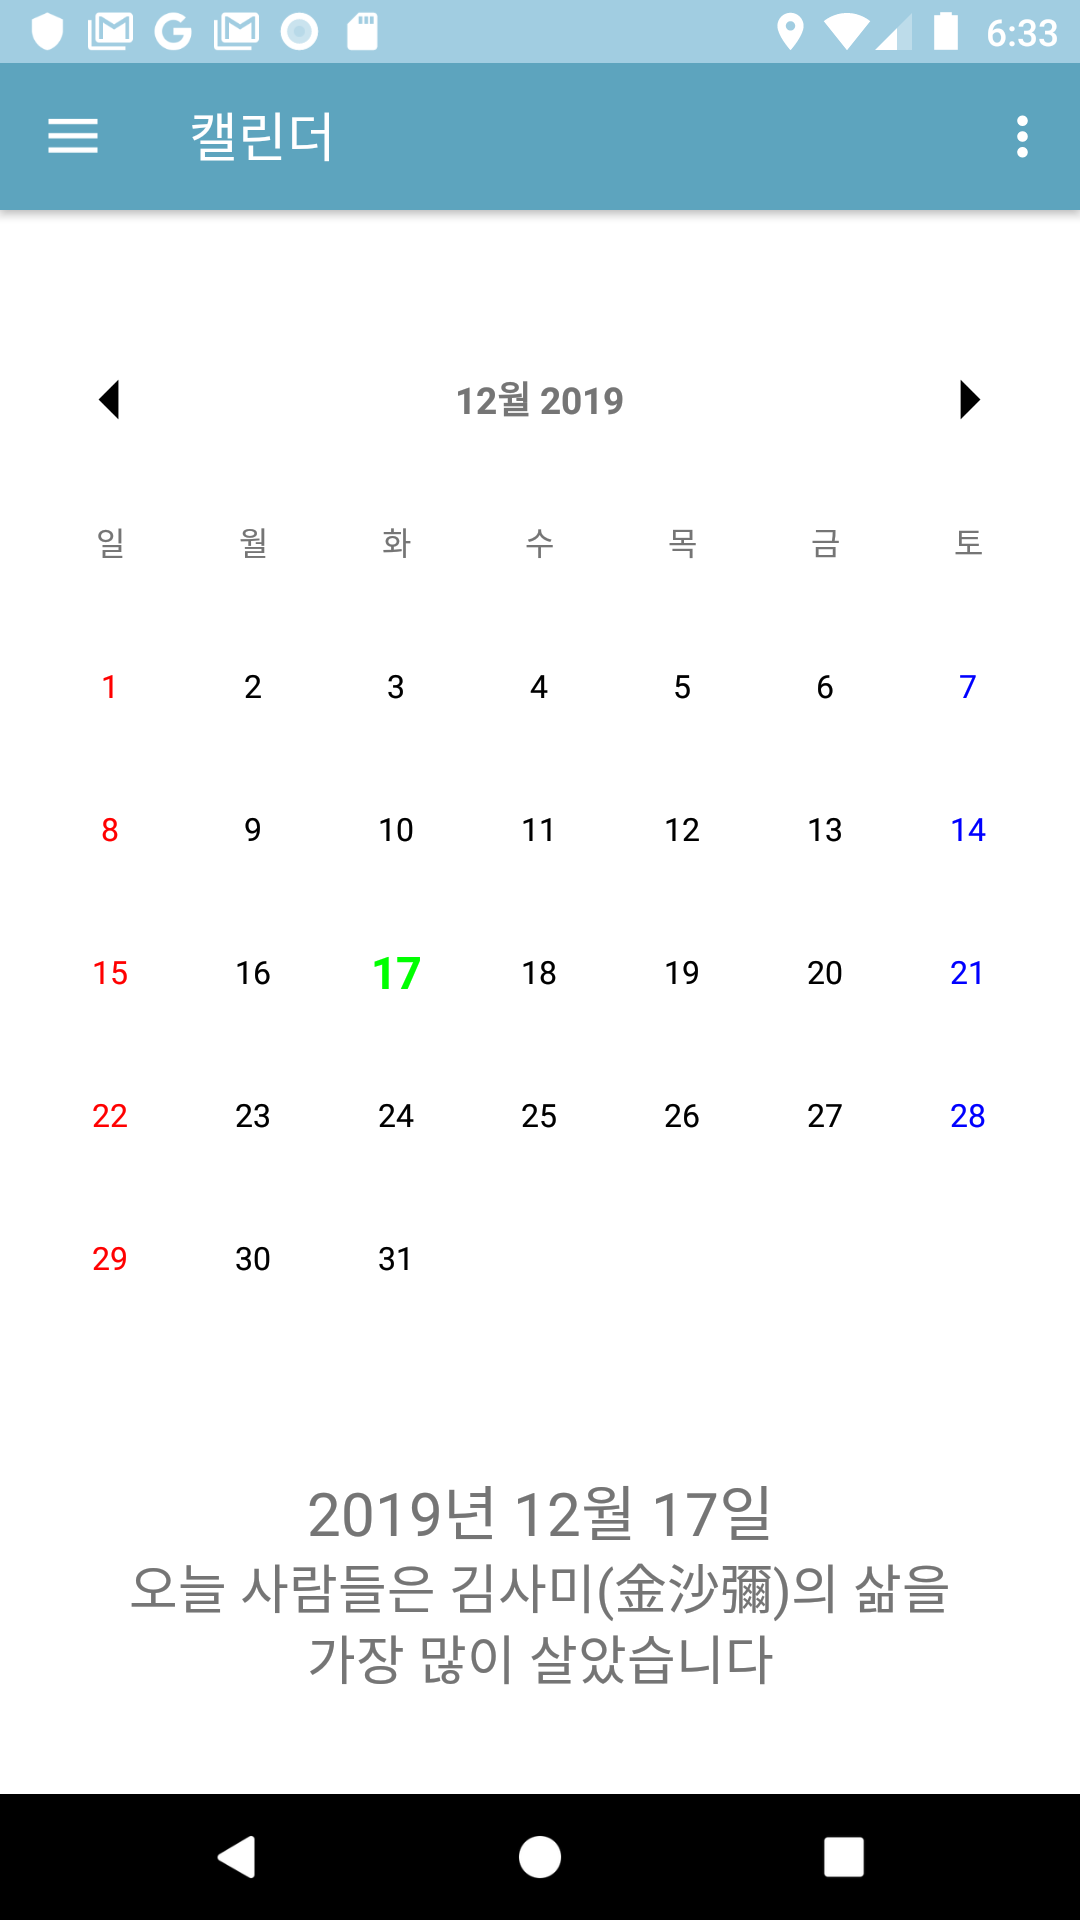 6:33
캘린더
12월 2019
일 월 화 수 목 금 토
1 2 3 4 5 6 7
8 9 10 11 12 13 14
15 16 17 18 19 20 21
22 23 24 25 26 27 28
29 30 31
2019년 12월 17일
오늘 사람들은 김사미(金沙彌)의 삶을
가장 많이 살았습니다